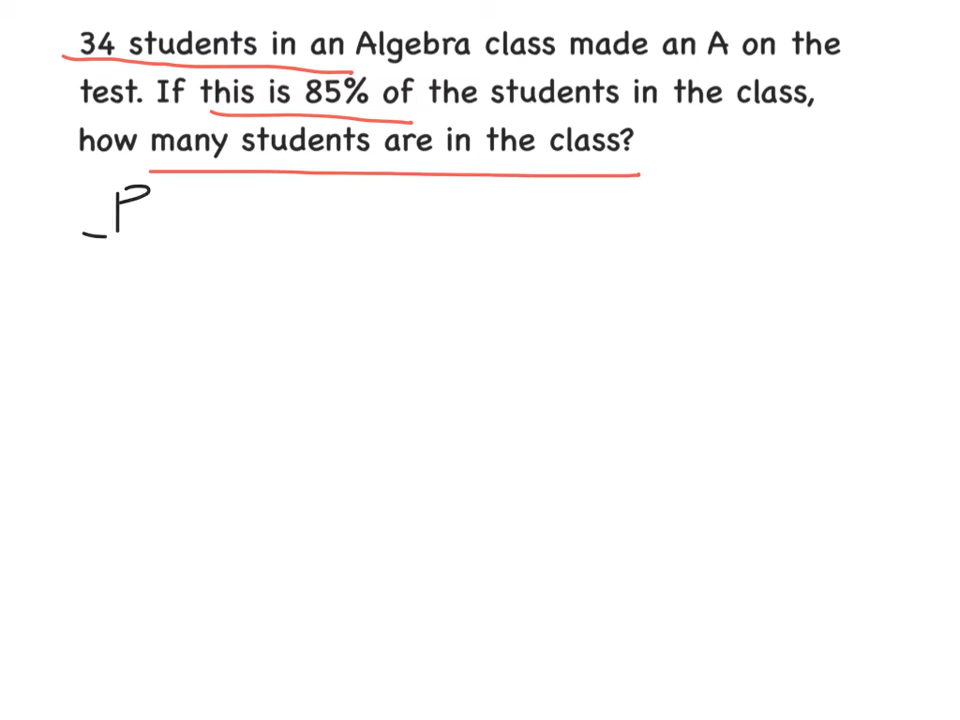 34 students in an Algebra class made an A on the
test. If this is 85% of the students in the class,
how many students are in the class?
_P